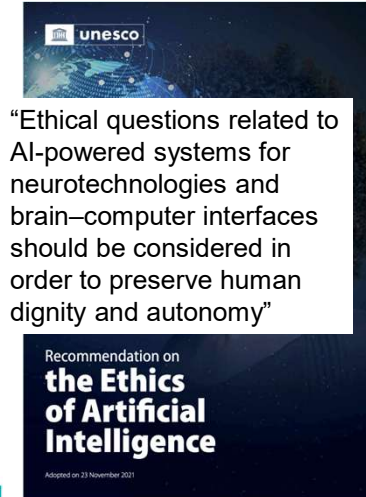 unesco
“Ethical questions related to
AI-powered systems for
neurotechnologies and
brain–computer interfaces
should be considered in
order to preserve human
dignity and autonomy”
Recommendation on
the Ethics
of Artificial
Intelligence
Adopted on 23 November 2021